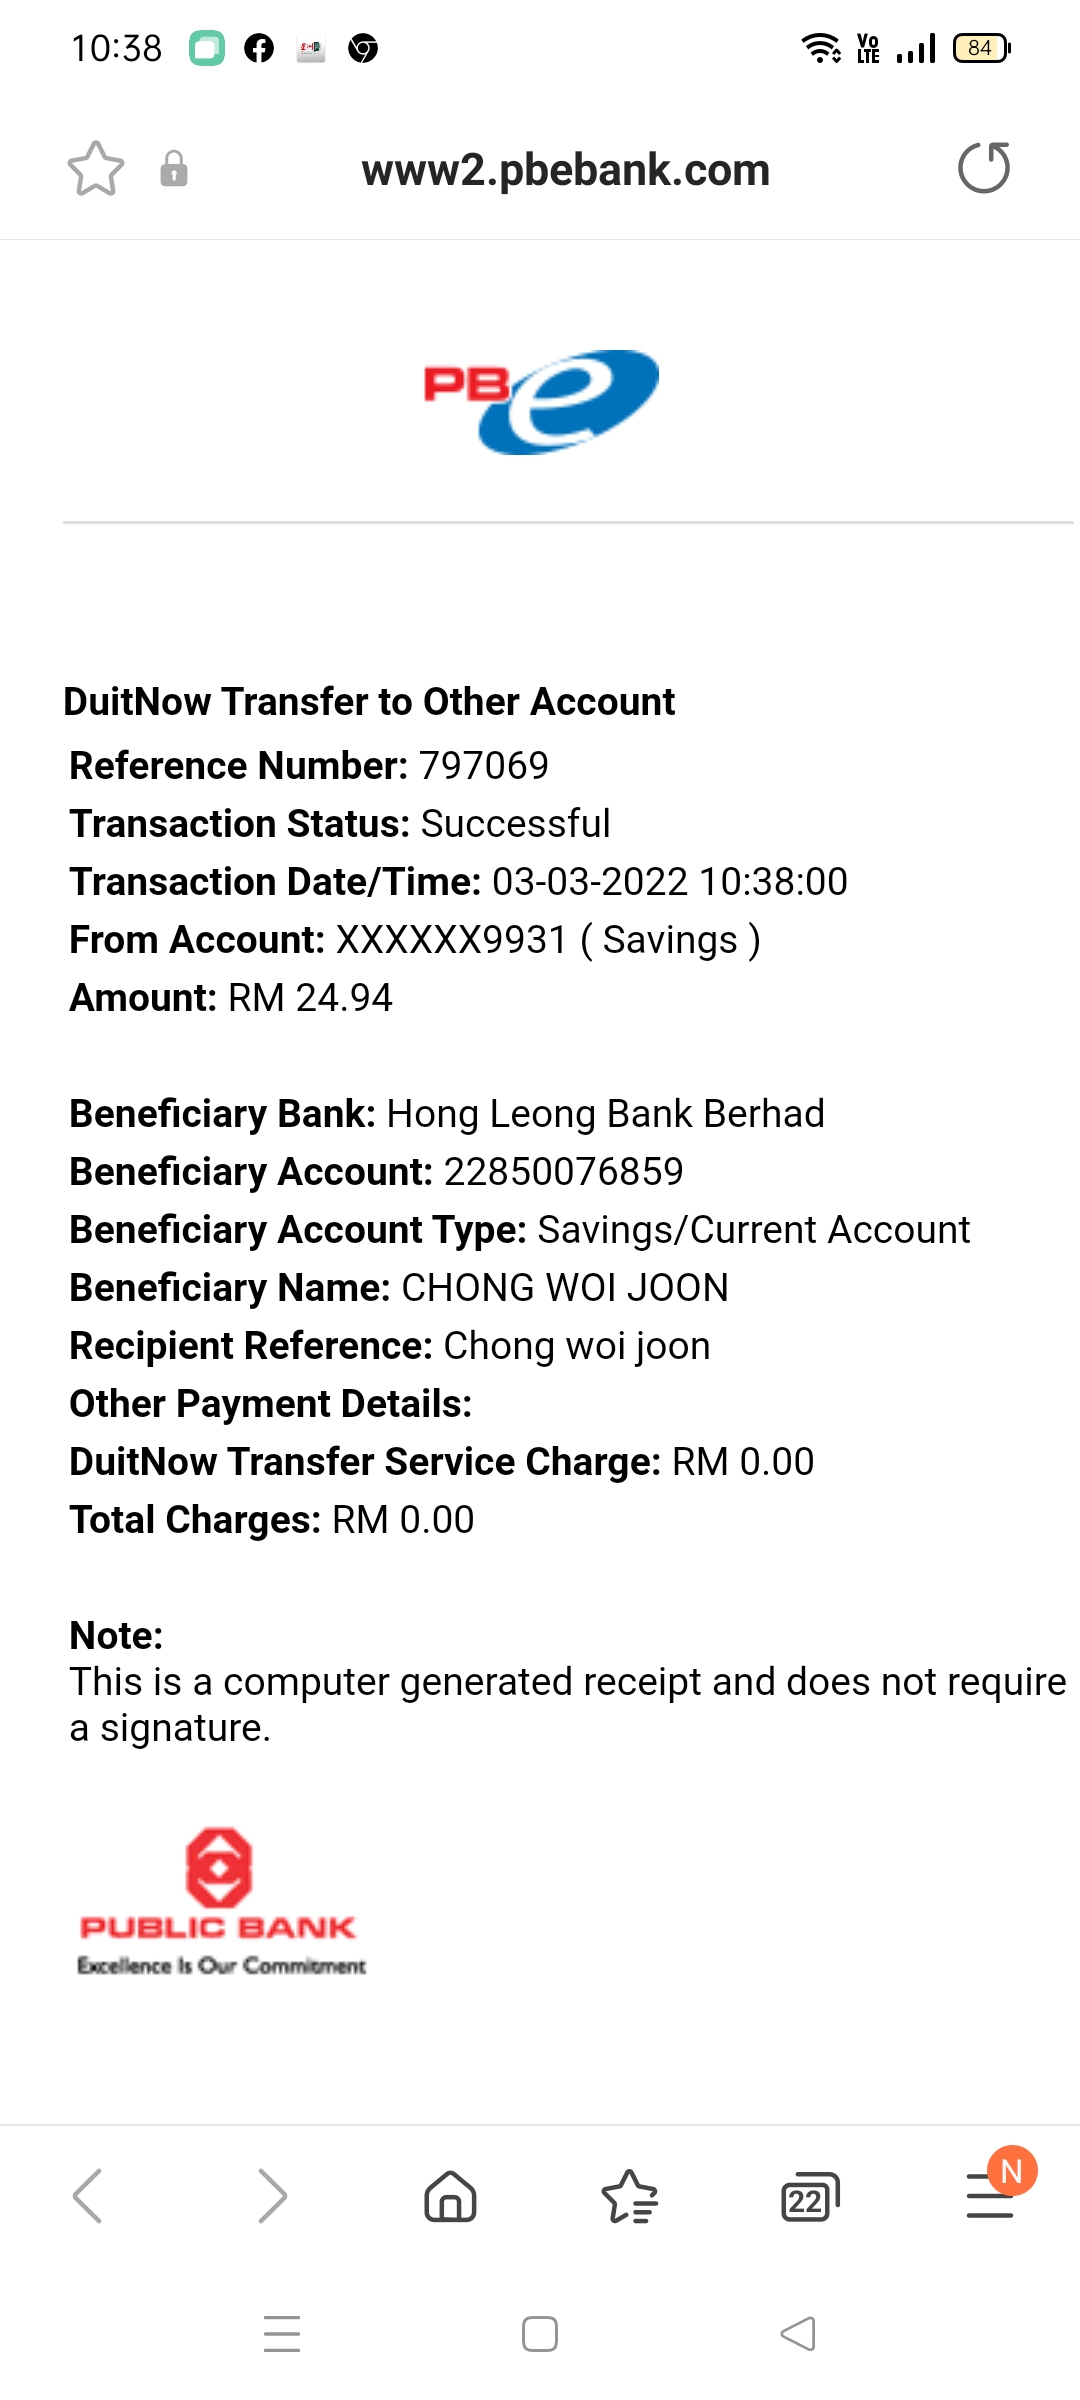 10:38
Vo
LTE
84
www2.pbebank.com
PBe
DuitNow Transfer to Other Account
Reference Number: 797069
Transaction Status: Successful
Transaction Date/Time: 03-03-2022 10:38:00
From Account: XXXXXX9931 ( Savings )
Amount: RM 24.94
Beneficiary Bank: Hong Leong Bank Berhad
Beneficiary Account: 22850076859
Beneficiary Account Type: Savings/Current Account
Beneficiary Name: CHONG WOI JOON
Recipient Reference: Chong woi joon
Other Payment Details:
DuitNow Transfer Service Charge: RM 0.00
Total Charges: RM 0.00
Note:
This is a computer generated receipt and does not require
a signature.
PUBLIC BANK
Excellence Is Our Commitment
22
N